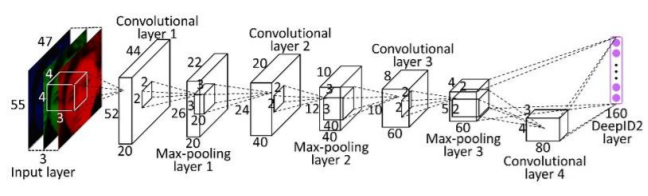 Convolutional
layer 1
Convolutional
layer 2
Convolutional
layer 3
47
44
22
20
10
8
4
55
4
4
3
52
2
2
26
3
3
20
24
2
2
12
3
3
40
10
2
2
5
2
2
3
4
160
3
Input layer
20
20
Max-pooling
layer 1
40
40
Max-pooling
layer 2
60
60
Max-pooling
layer 3
80
Convolutional
layer 4
DeepID2
layer